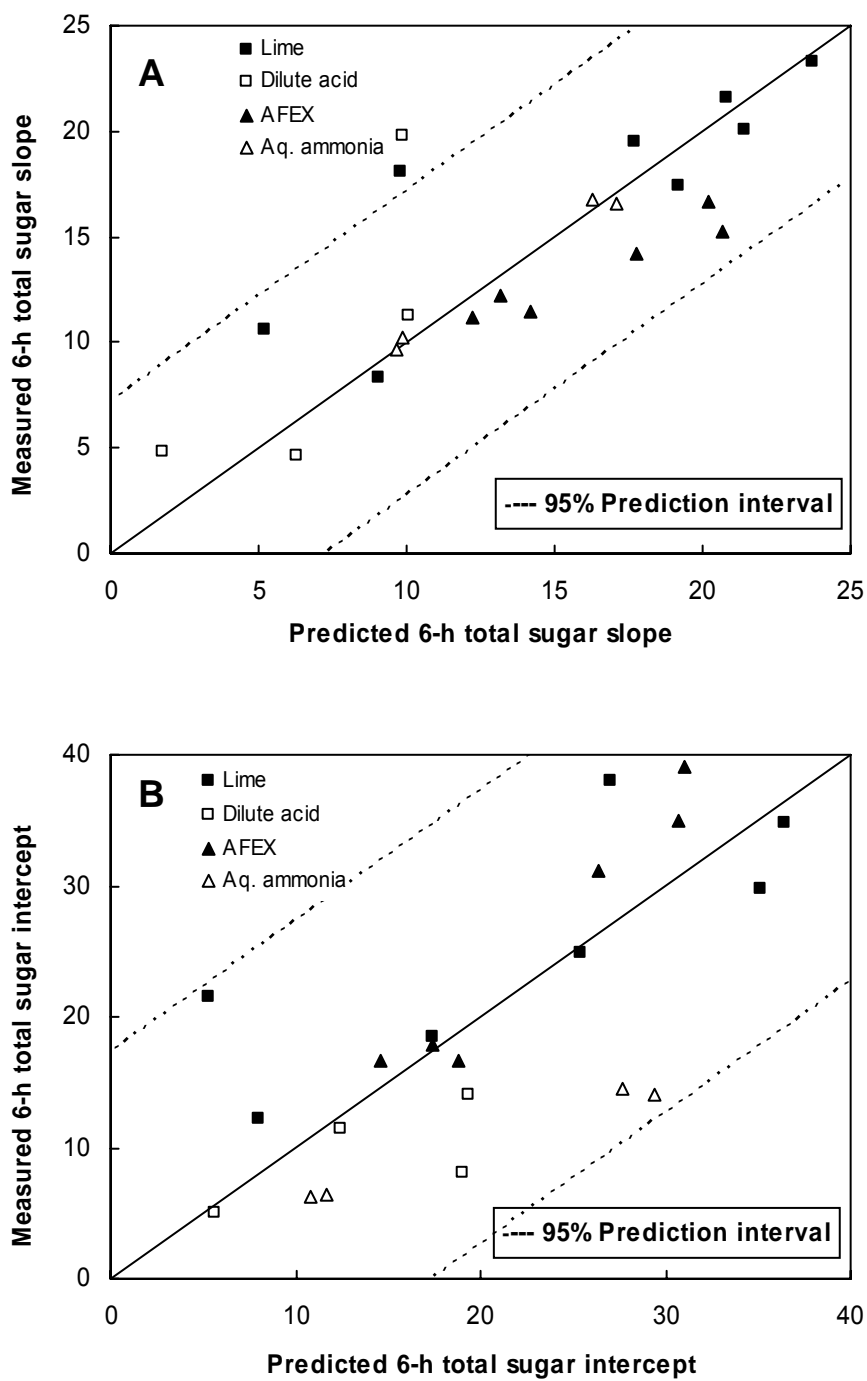 A
Lime
Dilute acid
AFEX
Aq. ammonia
Measured 6-h total sugar slope
25
20
15
10
5
0
---- 95% Prediction interval
0 5 10 15 20 25
Predicted 6-h total sugar slope
B
Lime
Dilute acid
AFEX
Aq. ammonia
Measured 6-h total sugar intercept
40
30
20
10
0
---- 95% Prediction interval
0 10 20 30 40
Predicted 6-h total sugar intercept